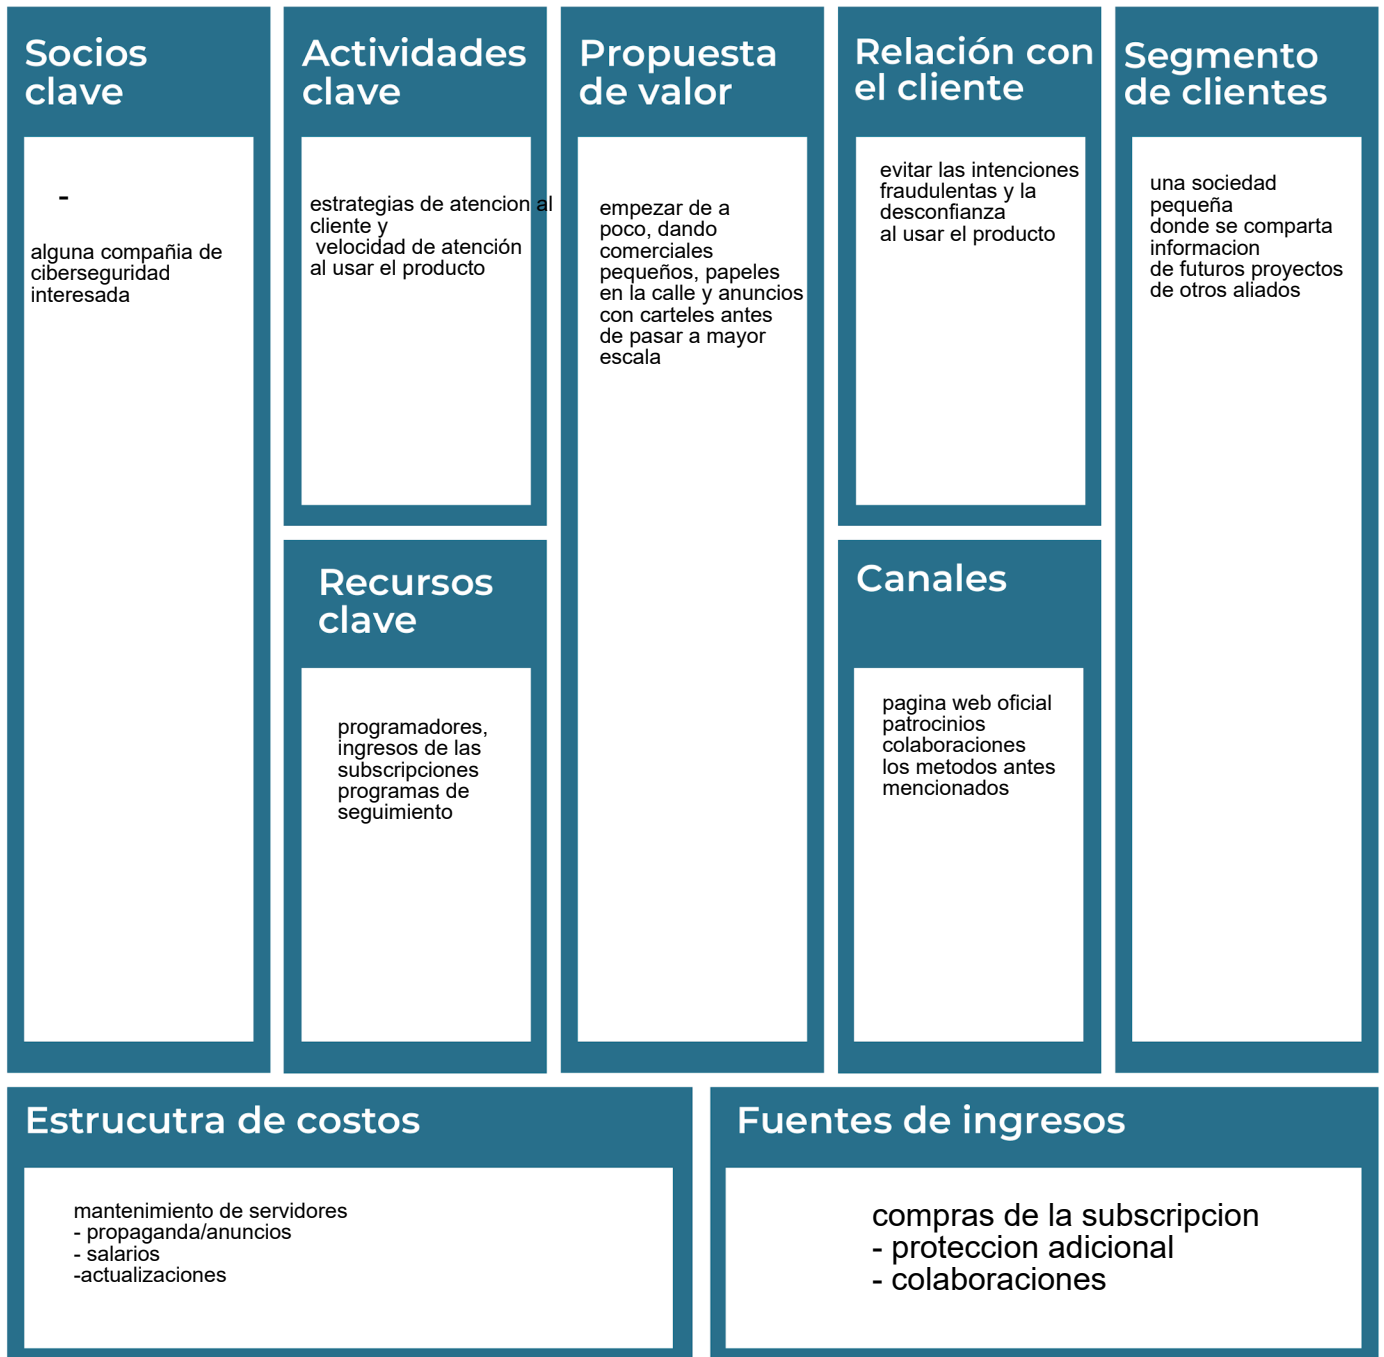 Socios
clave
-
alguna compañia de
ciberseguridad
interesada
Actividades
clave
estrategias de atencion al
cliente y
velocidad de atención
al usar el producto
Recursos
clave
programadores,
ingresos de las
subscripciones
programas de
seguimiento
Propuesta
de valor
empezar de a
poco, dando
comerciales
pequeños, papeles
en la calle y anuncios
con carteles antes
de pasar a mayor
escala
Relación con
el cliente
evitar las intenciones
fraudulentas y la
desconfianza
al usar el producto
Canales
pagina web oficial
patrocinios
colaboraciones
los metodos antes
mencionados
Segmento
de clientes
una sociedad
pequeña
donde se comparta
informacion
de futuros proyectos
de otros aliados
Estrucutra de costos
mantenimiento de servidores
- propaganda/anuncios
- salarios
-actualizaciones
Fuentes de ingresos
compras de la subscripcion
- proteccion adicional
- colaboraciones